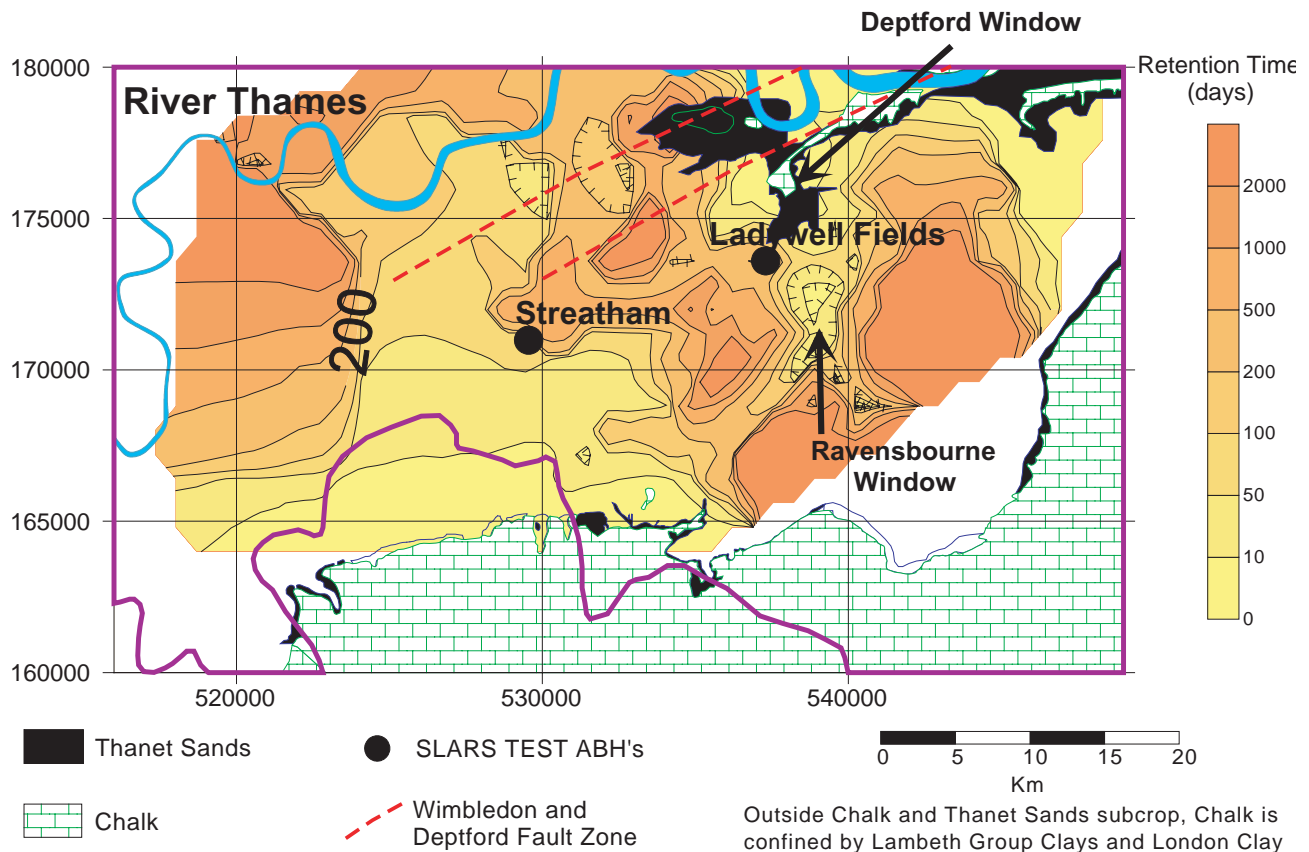 Deptford
Window
180000
River Thames
Retention Time
(days)
2000
1000
500
200
100
50
10
0
175000
Ladywell Fields
200
Streatham
170000
Ravensbourne
Window
165000
160000
520000
530000
540000
Thanet Sands
SLARS TEST ABH's
0 5 10 15 20
Km
Chalk
Wimbledon and
Deptford Fault Zone
Outside Chalk and Thanet Sands subcrop, Chalk is
confined by Lambeth Group Clays and London Clay